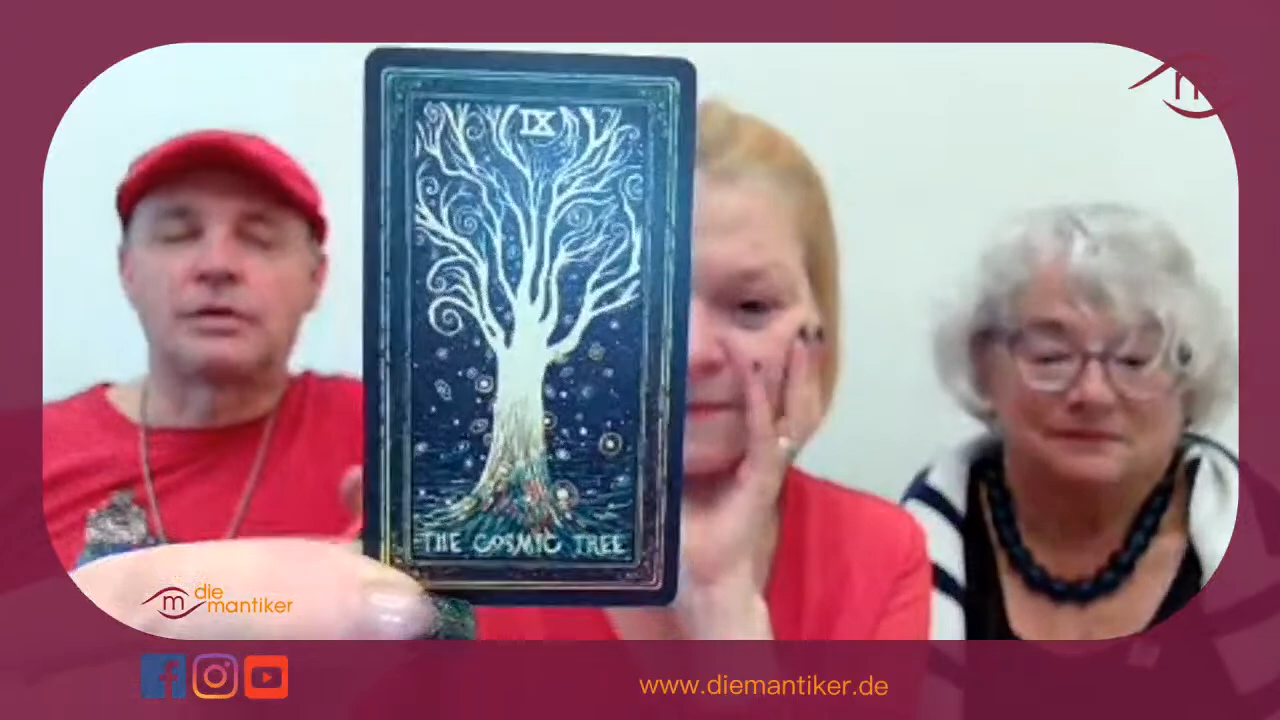 m
IX
THE COSMIC TREE
m die
mantiker
www.diemantiker.de